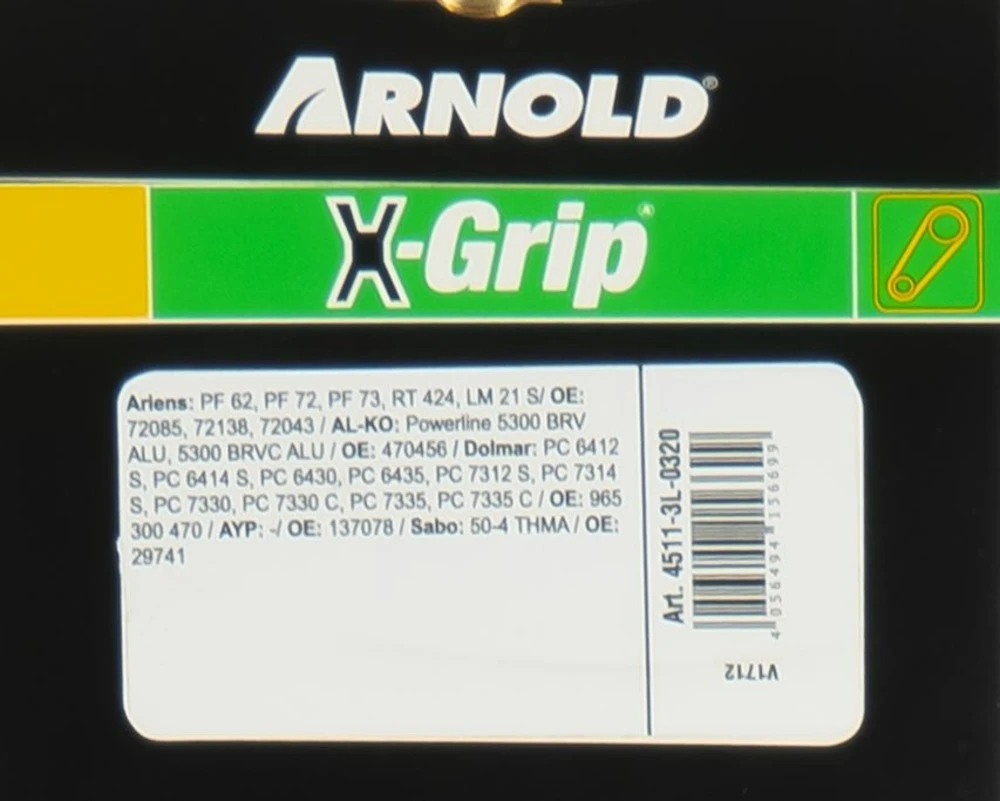 ARNOLD®
X-Grip®
Ariens: PF 62, PF 72, PF 73, RT 424, LM 21 S/ OE:
72085, 72138, 72043 / AL-KO: Powerline 5300 BRV
ALU, 5300 BRVC ALU / OE: 470456 / Dolmar: PC 6412
S, PC 6414 S, PC 6430, PC 6435, PC 7312 S, PC 7314
S, PC 7330, PC 7330 C, PC 7335, PC 7335 C / OE: 965
300 470 / AYP: -/ OE: 137078 / Sabo: 50-4 THMA / OE:
29741
Art. 4511-3L-0320
4 056494 156699
V1712